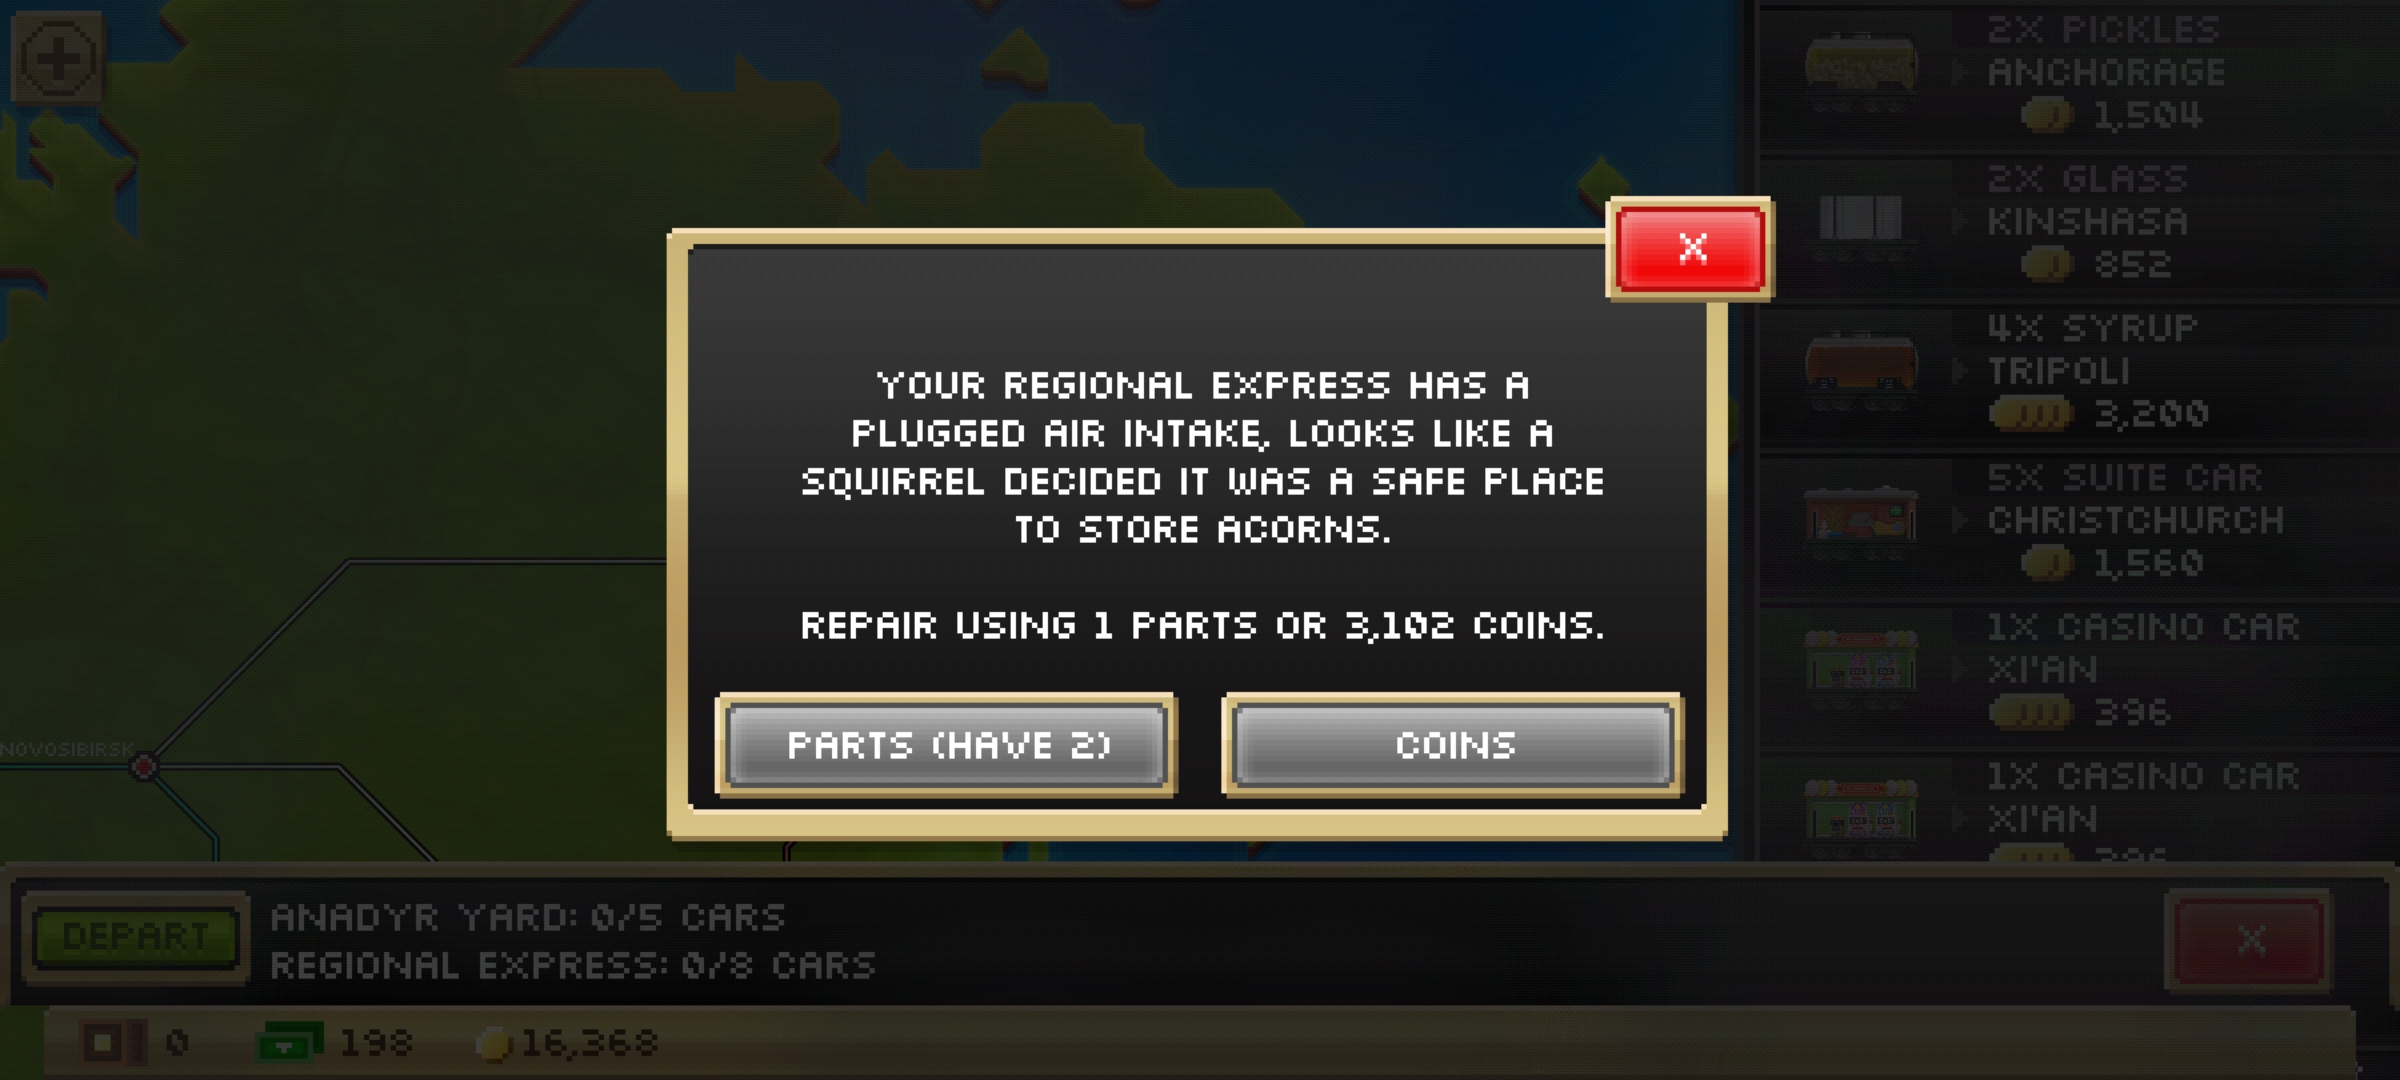 2X PICKLES
ANCHORAGE
1,504
2X GLASS
KINSHASA
852
4X SYRUP
TRIPOLI
3,200
5X SUITE CAR
CHRISTCHURCH
1,560
1X CASINO CAR
XI'AN
396
1X CASINO CAR
XI'AN
396
X
YOUR REGIONAL EXPRESS HAS A
PLUGGED AIR INTAKE, LOOKS LIKE A
SQUIRREL DECIDED IT WAS A SAFE PLACE
TO STORE ACORNS.
REPAIR USING 1 PARTS OR 3,102 COINS.
PARTS (HAVE 2)
COINS
NOVOSIBIRSK
DEPART
ANADYR YARD: 0/5 CARS
REGIONAL EXPRESS: 0/8 CARS
X
0
198
16,368